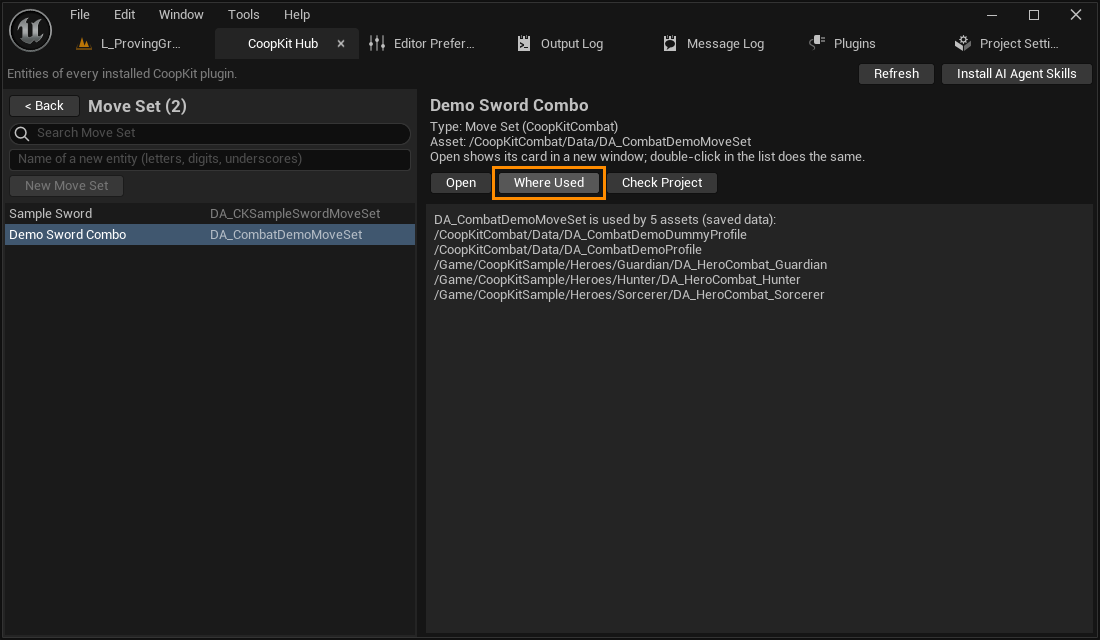 File Edit Window Tools Help
L_ProvingGr... CoopKit Hub Editor Prefer... Output Log Message Log Plugins Project Setti...
Entities of every installed CoopKit plugin. Refresh Install AI Agent Skills
< Back Move Set (2)
Search Move Set
Name of a new entity (letters, digits, underscores)
New Move Set
Sample Sword DA_CKSampleSwordMoveSet
Demo Sword Combo DA_CombatDemoMoveSet
Demo Sword Combo
Type: Move Set (CoopKitCombat)
Asset: /CoopKitCombat/Data/DA_CombatDemoMoveSet
Open shows its card in a new window; double-click in the list does the same.
Open Where Used Check Project
DA_CombatDemoMoveSet is used by 5 assets (saved data):
/CoopKitCombat/Data/DA_CombatDemoDummyProfile
/CoopKitCombat/Data/DA_CombatDemoProfile
/Game/CoopKitSample/Heroes/Guardian/DA_HeroCombat_Guardian
/Game/CoopKitSample/Heroes/Hunter/DA_HeroCombat_Hunter
/Game/CoopKitSample/Heroes/Sorcerer/DA_HeroCombat_Sorcerer